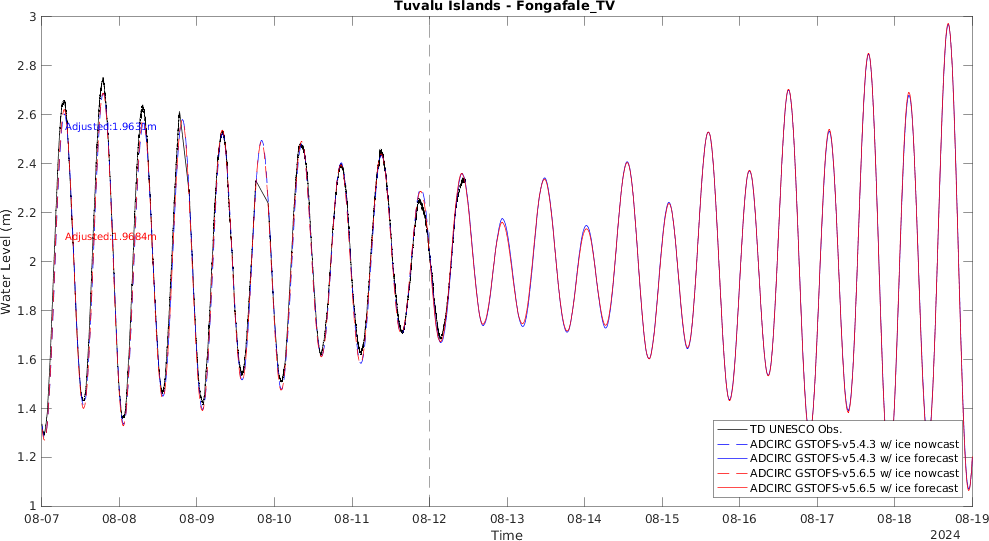 Tuvalu Islands - Fongafale_TV
3
2.8
2.6
2.4
2.2
2
1.8
1.6
1.4
1.2
1
Water Level (m)
Adjusted:1.9631m
Adjusted:1.9684m
TD UNESCO Obs.
ADCIRC GSTOFS-v5.4.3 w/ ice nowcast
ADCIRC GSTOFS-v5.4.3 w/ ice forecast
ADCIRC GSTOFS-v5.6.5 w/ ice nowcast
ADCIRC GSTOFS-v5.6.5 w/ ice forecast
08-07 08-08 08-09 08-10 08-11 08-12 08-13 08-14 08-15 08-16 08-17 08-18 08-19
Time
2024